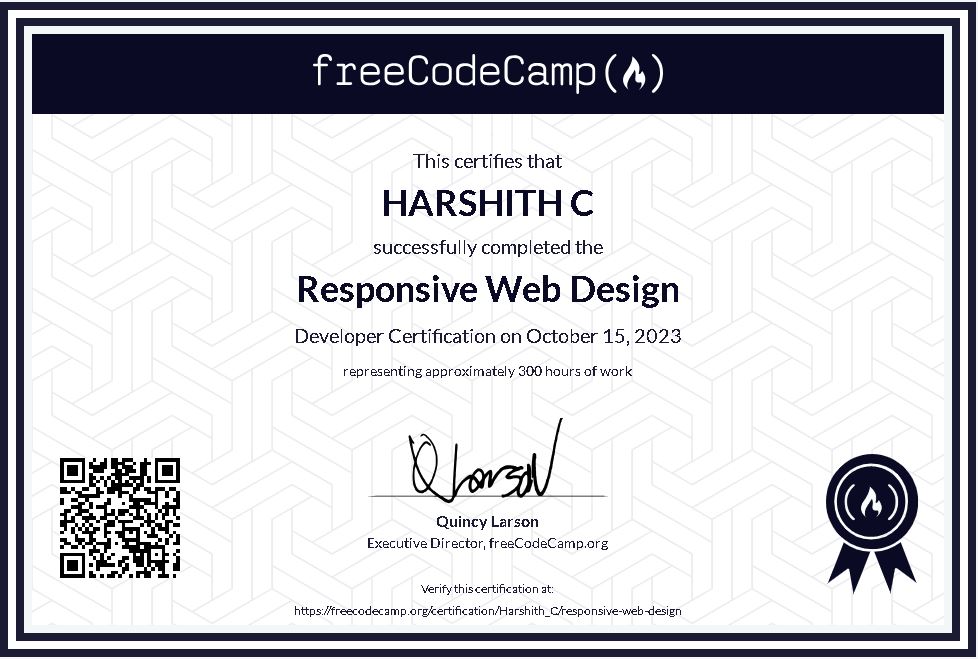 freeCodeCamp
This certifies that
HARSHITH C
successfully completed the
Responsive Web Design
Developer Certification on October 15, 2023
representing approximately 300 hours of work
QLarson
Quincy Larson
Executive Director, freeCodeCamp.org
Verify this certification at:
https://freecodecamp.org/certification/Harshith_C/responsive-web-design